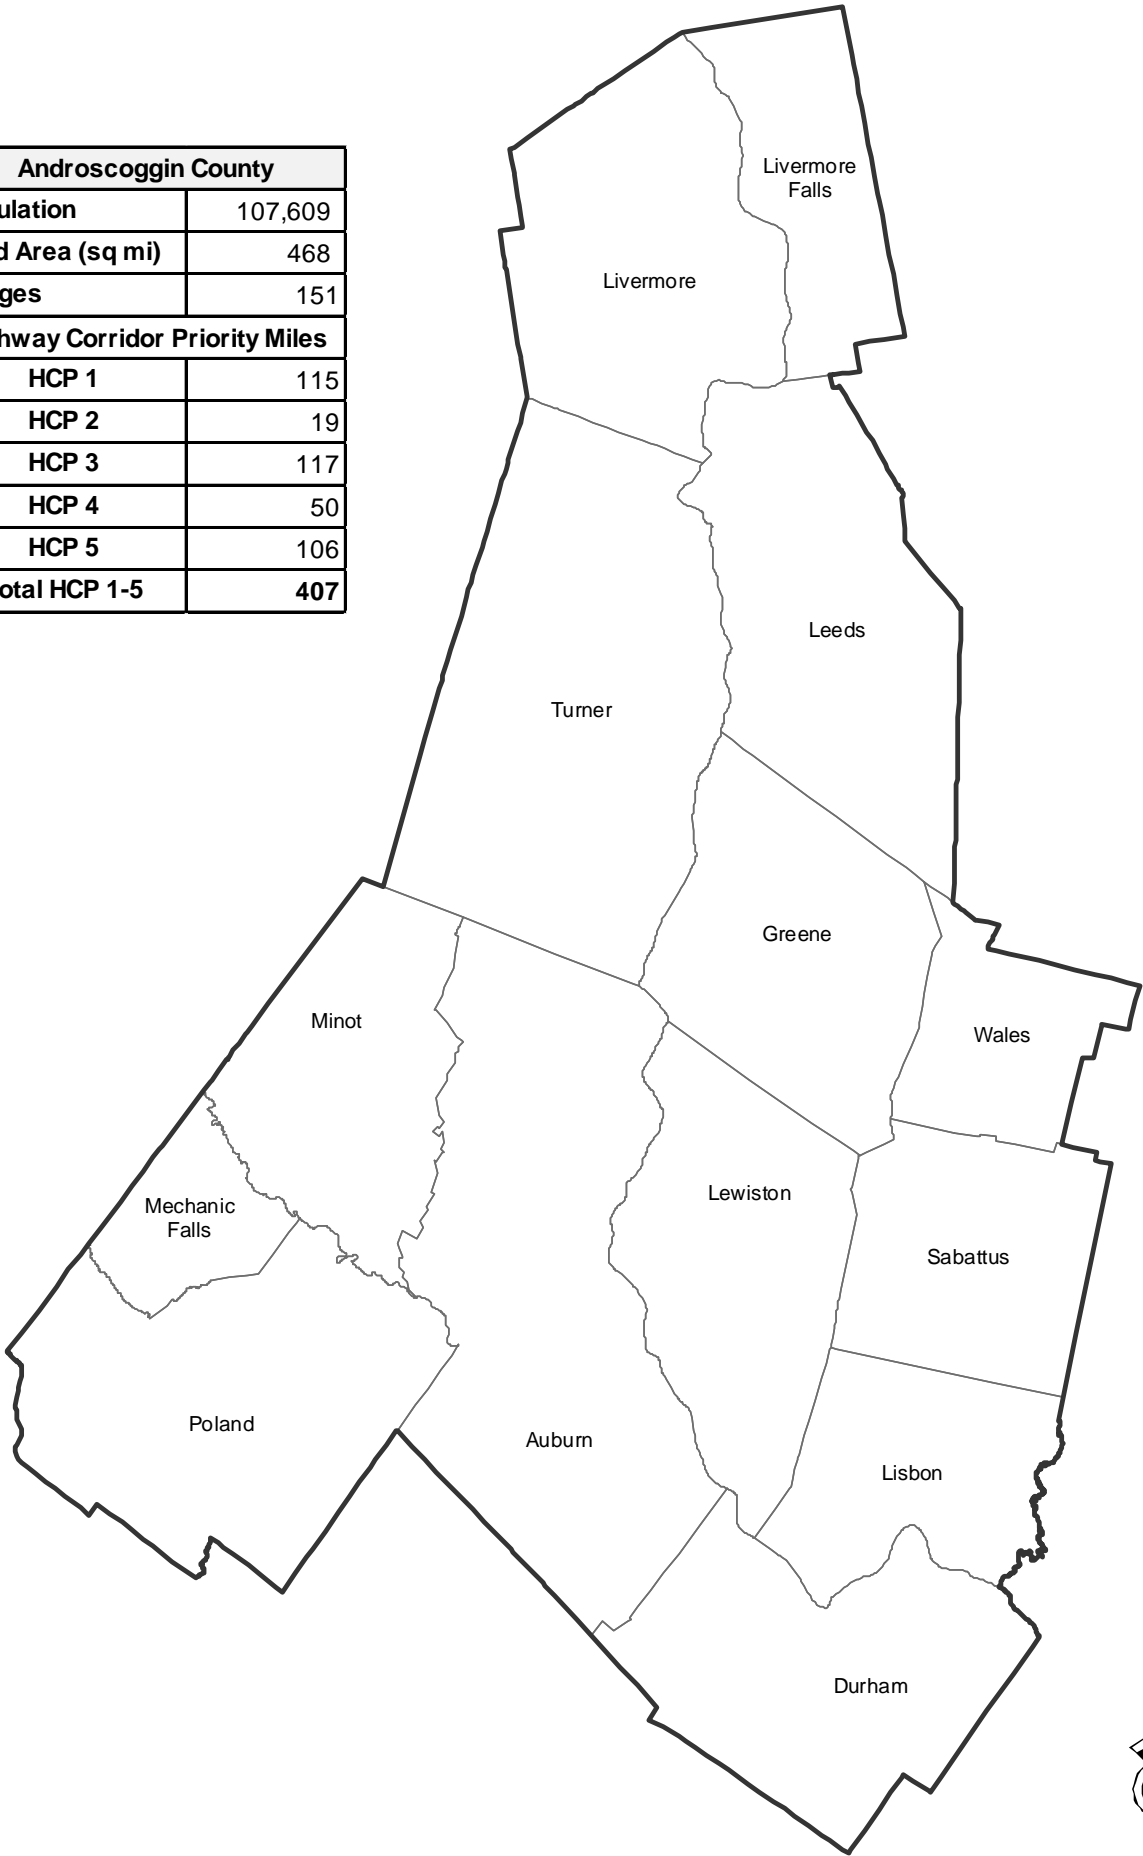 Androscoggin County
ulation 107,609
d Area (sq mi) 468
ges 151
hway Corridor Priority Miles
HCP 1 115
HCP 2 19
HCP 3 117
HCP 4 50
HCP 5 106
otal HCP 1-5 407
Livermore
Falls
Livermore
Leeds
Turner
Greene
Minot
Wales
Lewiston
Mechanic
Falls
Sabattus
Poland
Auburn
Lisbon
Durham